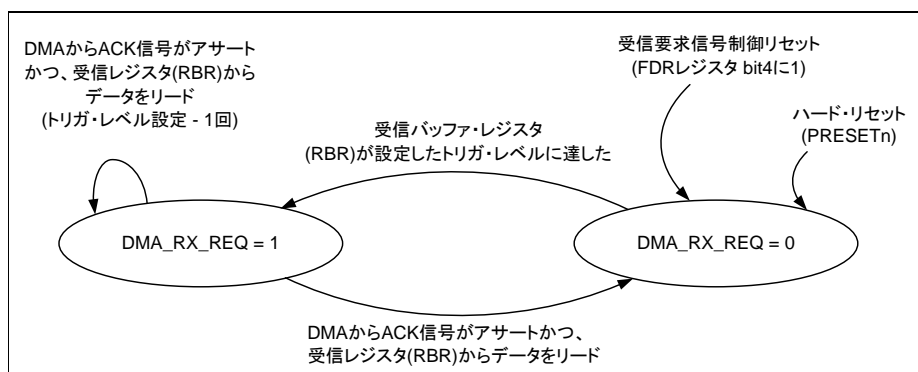 DMAからACK信号がアサート
かつ、受信レジスタ(RBR)から
データをリード
(トリガ・レベル設定 - 1回)
受信要求信号制御リセット
(FDRレジスタ bit4に1)
ハード・リセット
(PRESETn)
受信バッファ・レジスタ
(RBR)が設定したトリガ・レベルに達した
DMA_RX_REQ = 1
DMA_RX_REQ = 0
DMAからACK信号がアサートかつ、
受信レジスタ(RBR)からデータをリード